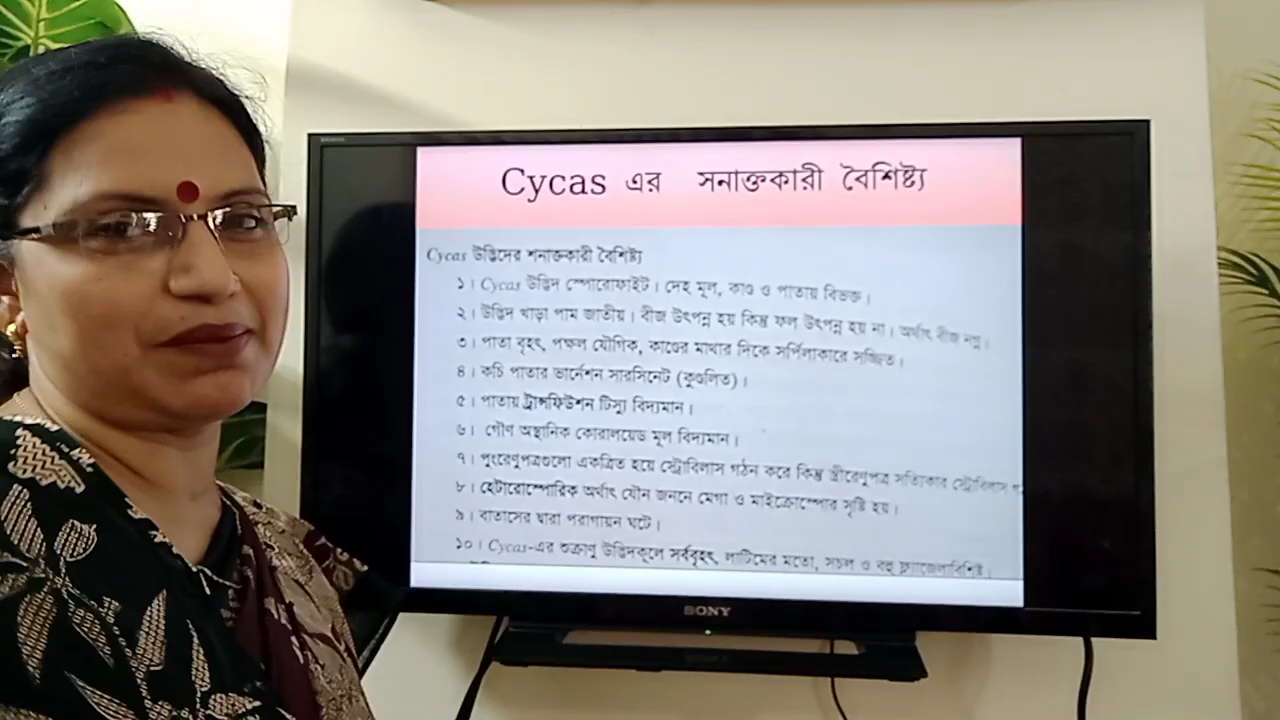 Cycas এর সনাক্তকারী বৈশিষ্ট্য
Cycas উদ্ভিদের শনাক্তকারী বৈশিষ্ট্য
১। Cycas উদ্ভিদ স্পোরোফাইট। দেহ মূল, কাণ্ড ও পাতায় বিভক্ত।
২। উদ্ভিদ খাড়া পাম জাতীয়। বীজ উৎপন্ন হয় কিন্তু ফল উৎপন্ন হয় না। অর্থাৎ বীজ নগ্ন।
৩। পাতা বৃহৎ, পক্ষল যৌগিক, কাণ্ডের মাথার দিকে সর্পিলাকারে সজ্জিত।
৪। কচি পাতার ভার্নেশন সারসিনেট (কুণ্ডলিত)।
৫। পাতায় ট্রান্সফিউশন টিস্যু বিদ্যমান।
৬। গৌণ অস্থানিক কোরালয়েড মূল বিদ্যমান।
৭। পুংরেণুপত্রগুলো একত্রিত হয়ে স্ট্রোবিলাস গঠন করে কিন্তু স্ত্রীরেণুপত্র সত্যিকার স্ট্রোবিলাস
৮। হেটারোস্পোরিক অর্থাৎ যৌন জননে মেগা ও মাইক্রোস্পোর সৃষ্টি হয়।
৯। বাতাসের দ্বারা পরাগায়ন ঘটে।
১০। Cycas-এর শুক্রাণু উদ্ভিদকূলে সর্ববৃহৎ, লাটিমের মতো, সচল ও বহু ফ্ল্যাজেলাবিশিষ্ট।
SONY